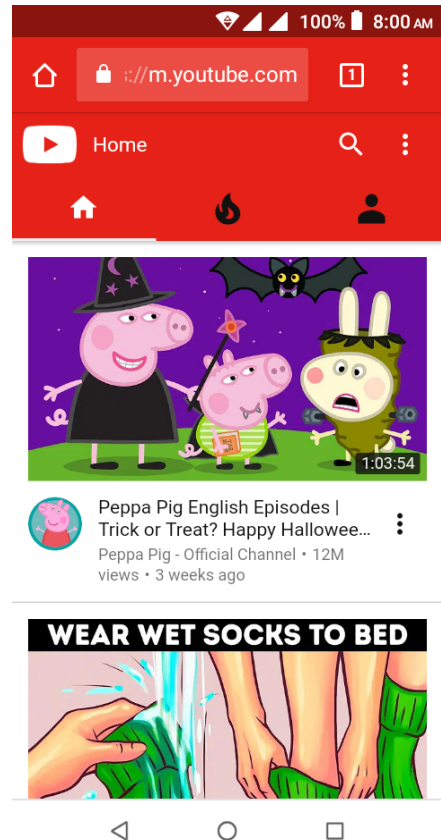 100% 8:00 AM
://m.youtube.com
1
Home
1:03:54
Peppa Pig English Episodes |
Trick or Treat? Happy Hallowee...
Peppa Pig - Official Channel • 12M
views • 3 weeks ago
WEAR WET SOCKS TO BED